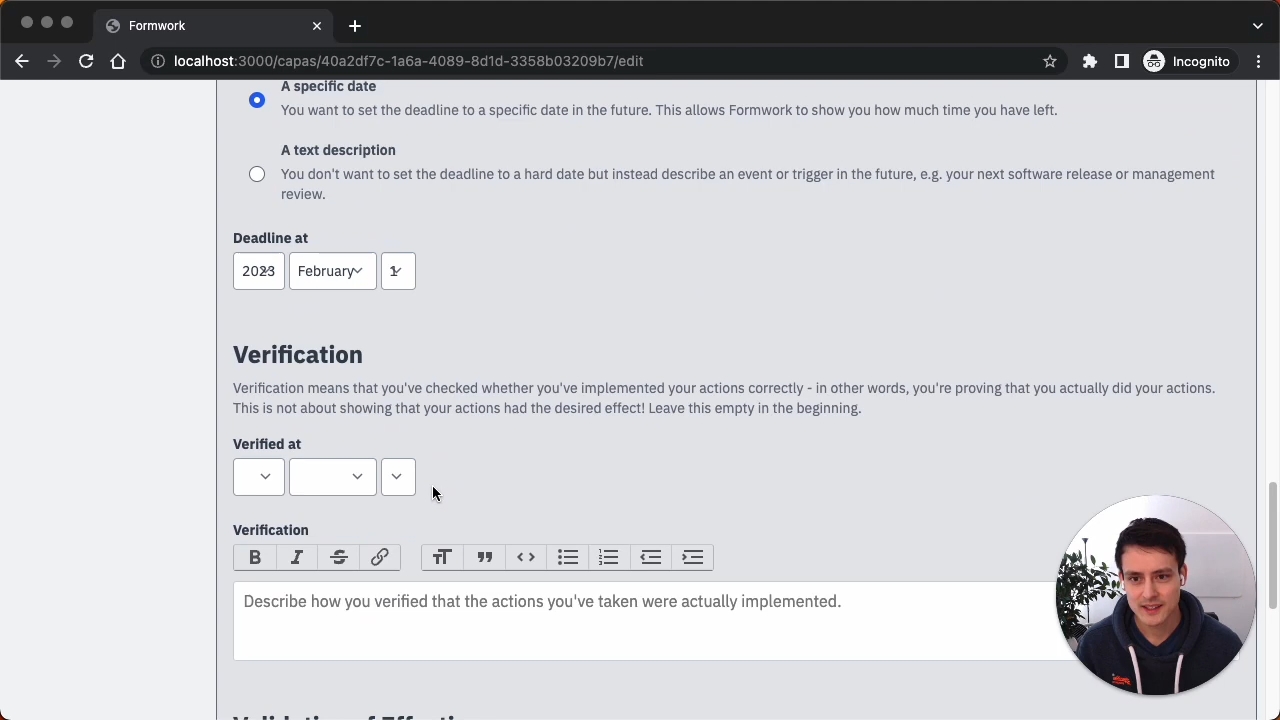 Formwork
localhost:3000/capas/40a2df7c-1a6a-4089-8d1d-3358b03209b7/edit
Incognito
A specific date
You want to set the deadline to a specific date in the future. This allows Formwork to show you how much time you have left.
A text description
You don't want to set the deadline to a hard date but instead describe an event or trigger in the future, e.g. your next software release or management
review.
Deadline at
2023 February 1
Verification
Verification means that you've checked whether you've implemented your actions correctly - in other words, you're proving that you actually did your actions.
This is not about showing that your actions had the desired effect! Leave this empty in the beginning.
Verified at
Verification
Describe how you verified that the actions you've taken were actually implemented.